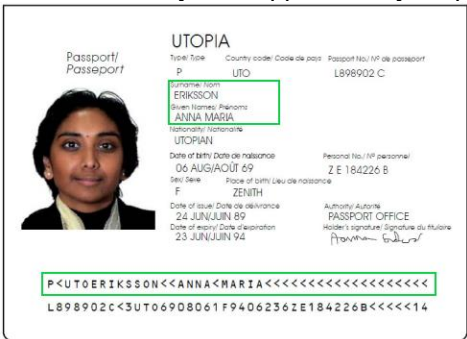 UTOPIA
Passport/
Passeport
Type/ Type Country code/ Code de pays Passport No./ Nº de passeport
P UTO L898902 C
Surname/ Nom
ERIKSSON
Given Names/ Prénoms
ANNA MARIA
Nationality/ Nationalité
UTOPIAN
Date of birth/ Date de naissance Personal No./ Nº personnel
06 AUG/AOÛT 69 Z E 184226 B
Sex/ Sexe Place of birth/ Lieu de naissance
F ZENITH
Date of issue/ Date de délivrance Authority/ Autorité
24 JUN/JUIN 89 PASSPORT OFFICE
Date of expiry/ Date d'expiration Holder's signature/ Signature du titulaire
23 JUN/JUIN 94
P<UTOERIKSSON<<ANNA<MARIA<<<<<<<<<<<<<<<<<<<
L898902C<3UTO6908061F9406236ZE184226B<<<<<14